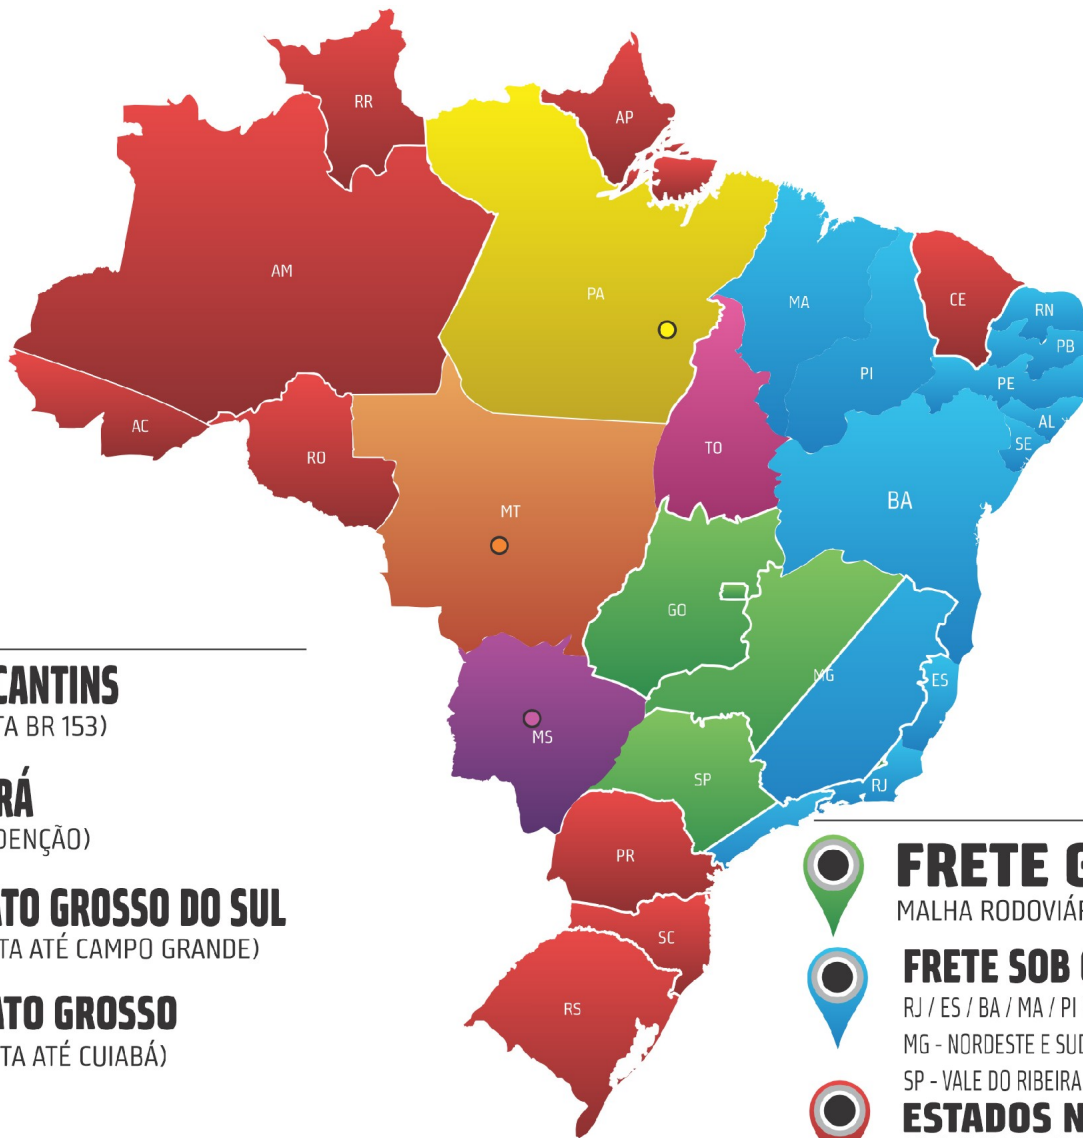 RR
AP
AM
PA
MA
CE
RN
PB
PI
PE
AL
SE
AC
RO
TO
BA
MT
GO
MG
ES
MS
SP
RJ
PR
SC
RS
CANTINS
TA BR 153)
RÁ
DENÇÃO)
ATO GROSSO DO SUL
TA ATÉ CAMPO GRANDE)
ATO GROSSO
TA ATÉ CUIABÁ)
FRETE G
MALHA RODOVIÁR
FRETE SOB
RJ / ES / BA / MA / PI
MG - NORDESTE E SUD
SP - VALE DO RIBEIRA
ESTADOS N